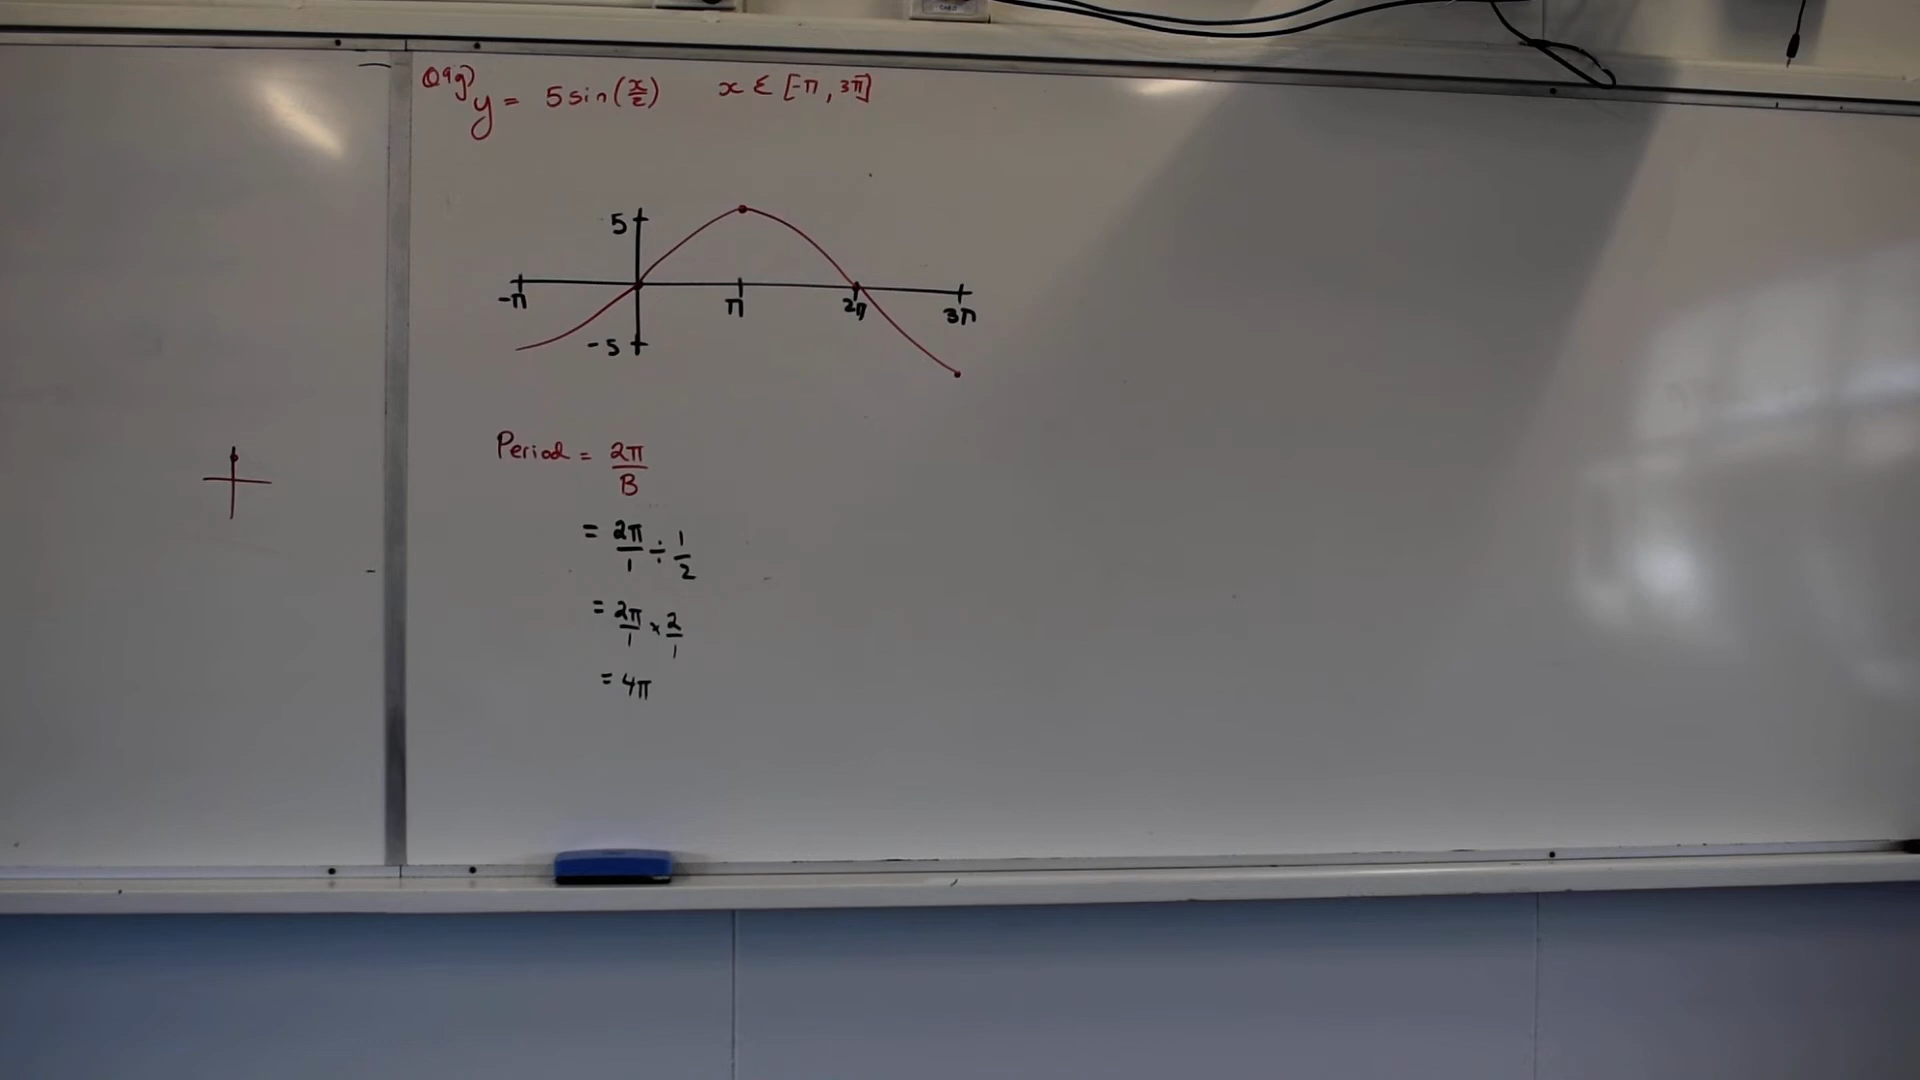 Q9g)
y = 5sin(x/2) x ∈ [-π, 3π]
5
-π π 2π 3π
-5
Period = 2π/B
= 2π/1 ÷ 1/2
= 2π/1 × 2/1
= 4π